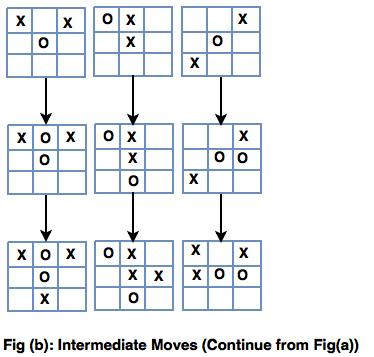 X X O X X
O X O
X
X O X O X X
O X O O
O X
X O X O X X X
O X X X O O
X O
Fig (b): Intermediate Moves (Continue from Fig(a))